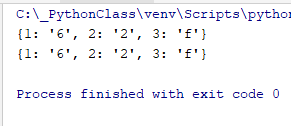 C:\_PythonClass\venv\Scripts\python
{1: '6', 2: '2', 3: 'f'}
{1: '6', 2: '2', 3: 'f'}
Process finished with exit code 0